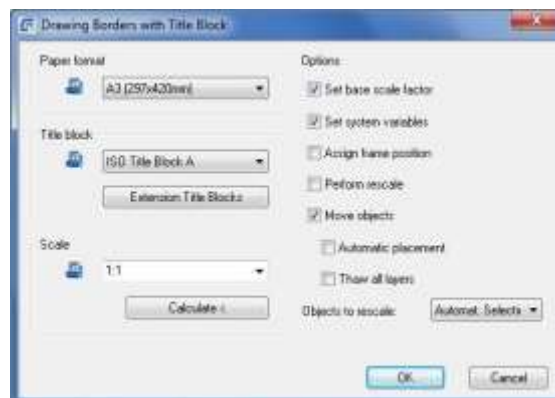 Drawing Borders with Title Block
Paper format
A3 (297x420mm)
Title block
ISO Title Block A
Extension Title Blocks
Scale
1:1
Calculate <
Options
Set base scale factor
Set system variables
Assign frame position
Perform rescale
Move objects
Automatic placement
Thaw all layers
Objects to rescale:
Automat. Selecti
OK
Cancel